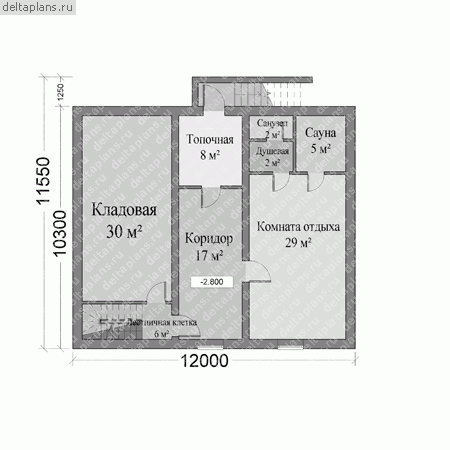 deltaplans.ru
1250
11550
10300
Топочная
8 м²
Санузел
2 м²
Душевая
2 м²
Сауна
5 м²
Кладовая
30 м²
Коридор
17 м²
-2.800
Комната отдыха
29 м²
Лестничная клетка
6 м²
12000